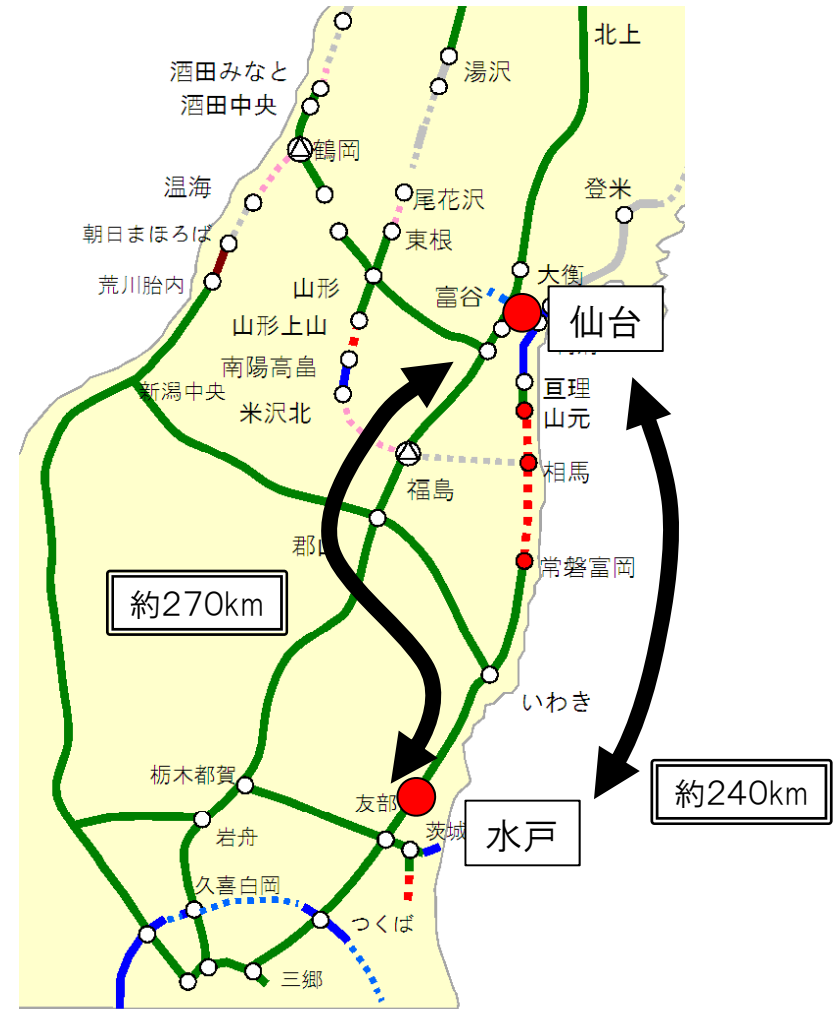 北上
酒田みなと
湯沢
酒田中央
鶴岡
温海
尾花沢
登米
朝日まほろば
東根
荒川胎内
山形
富谷
大衡
仙台
山形上山
南陽高畠
新潟中央
米沢北
亘理
山元
相馬
福島
郡山
常磐富岡
約270km
いわき
栃木都賀
友部
約240km
岩舟
茨城
水戸
久喜白岡
つくば
三郷